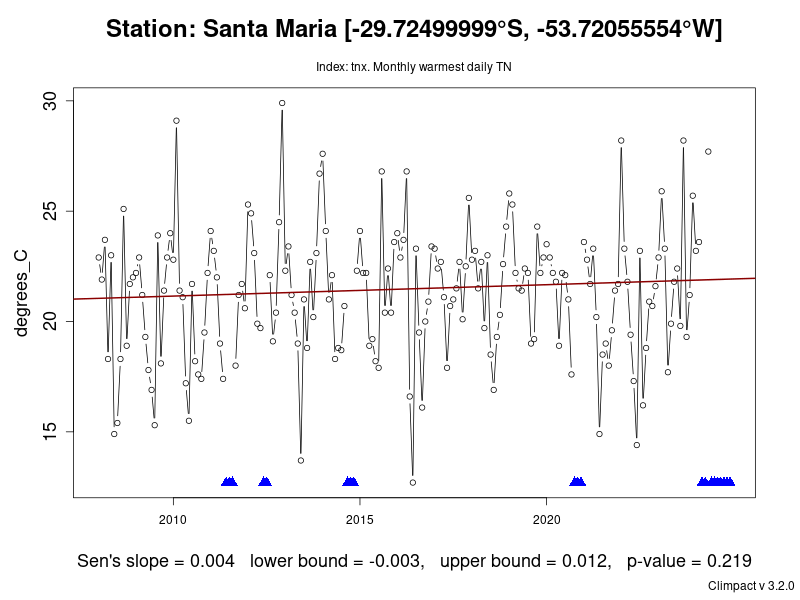 Station: Santa Maria [-29.72499999°S, -53.72055554°W]
Index: tnx. Monthly warmest daily TN
30
25
20
15
degrees_C
2010 2015 2020
Sen's slope = 0.004 lower bound = -0.003, upper bound = 0.012, p-value = 0.219
Climpact v 3.2.0